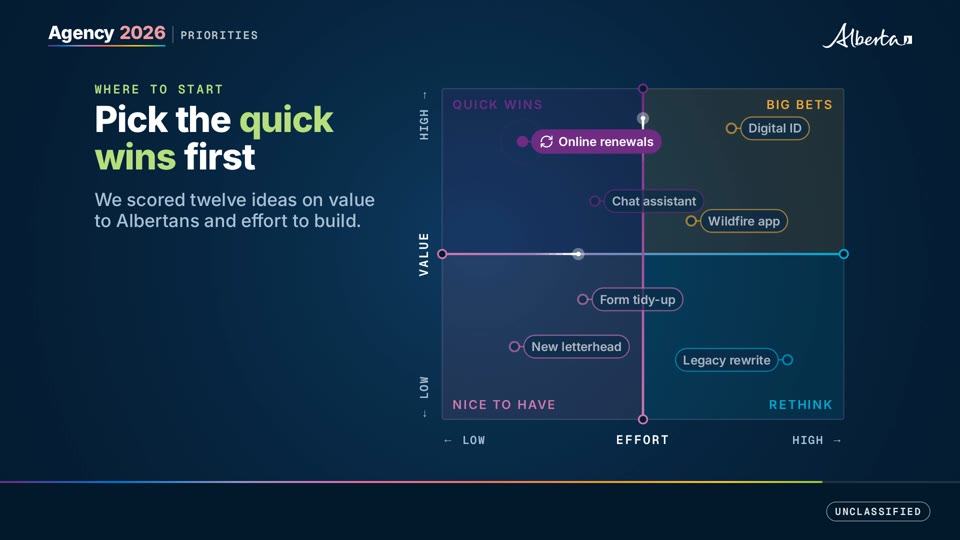 Agency 2026 PRIORITIES
Alberta
WHERE TO START
Pick the quick
wins first
We scored twelve ideas on value
to Albertans and effort to build.
HIGH →
VALUE
← LOW
QUICK WINS
BIG BETS
Digital ID
Online renewals
Chat assistant
Wildfire app
Form tidy-up
New letterhead
Legacy rewrite
NICE TO HAVE
RETHINK
← LOW
EFFORT
HIGH →
UNCLASSIFIED